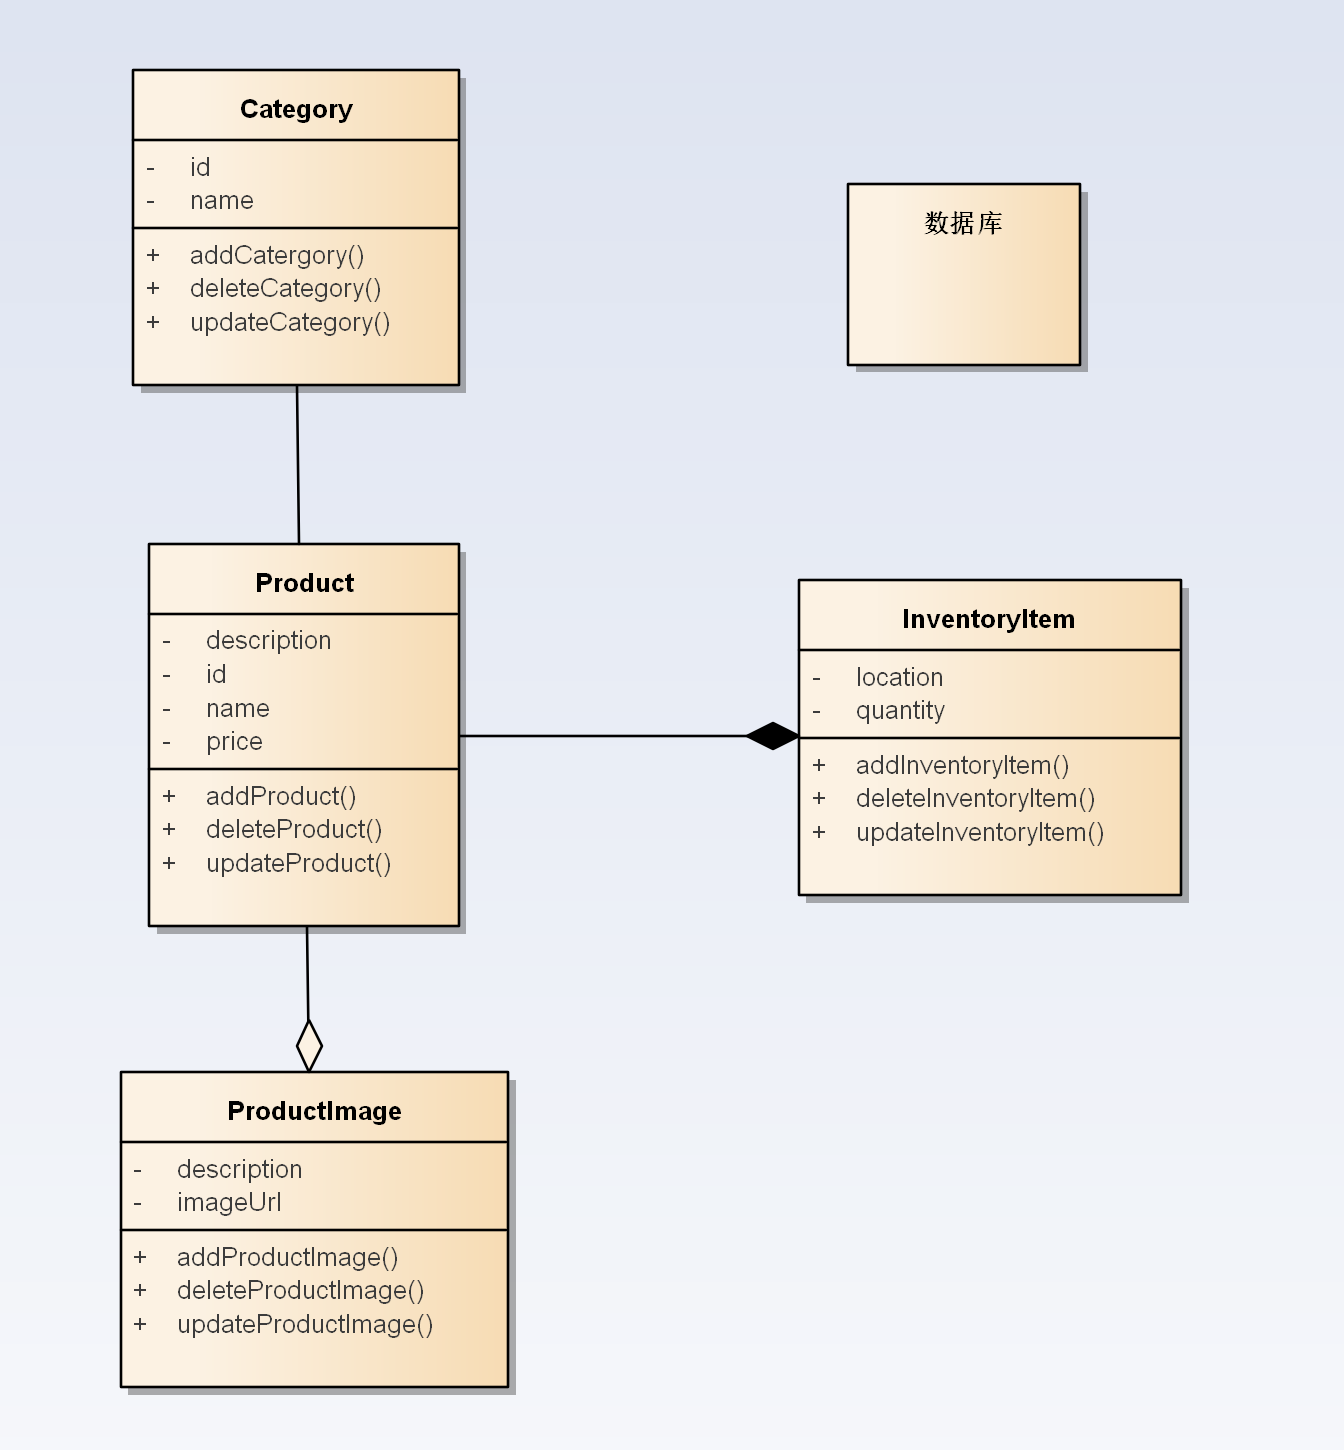 Category
- id
- name
+ addCatergory()
+ deleteCategory()
+ updateCategory()
数据库
Product
- description
- id
- name
- price
+ addProduct()
+ deleteProduct()
+ updateProduct()
InventoryItem
- location
- quantity
+ addInventoryItem()
+ deleteInventoryItem()
+ updateInventoryItem()
ProductImage
- description
- imageUrl
+ addProductImage()
+ deleteProductImage()
+ updateProductImage()